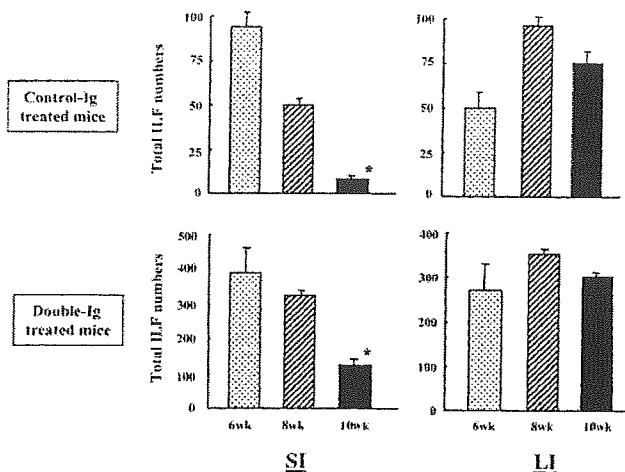 Control-Ig
treated mice
Total ILF numbers
100
75
50
25
0
*
100
75
50
25
0
Double-Ig
treated mice
Total ILF numbers
500
400
300
200
100
0
*
6wk
8wk
10wk
SI
400
300
200
100
0
6wk
8wk
10wk
LI